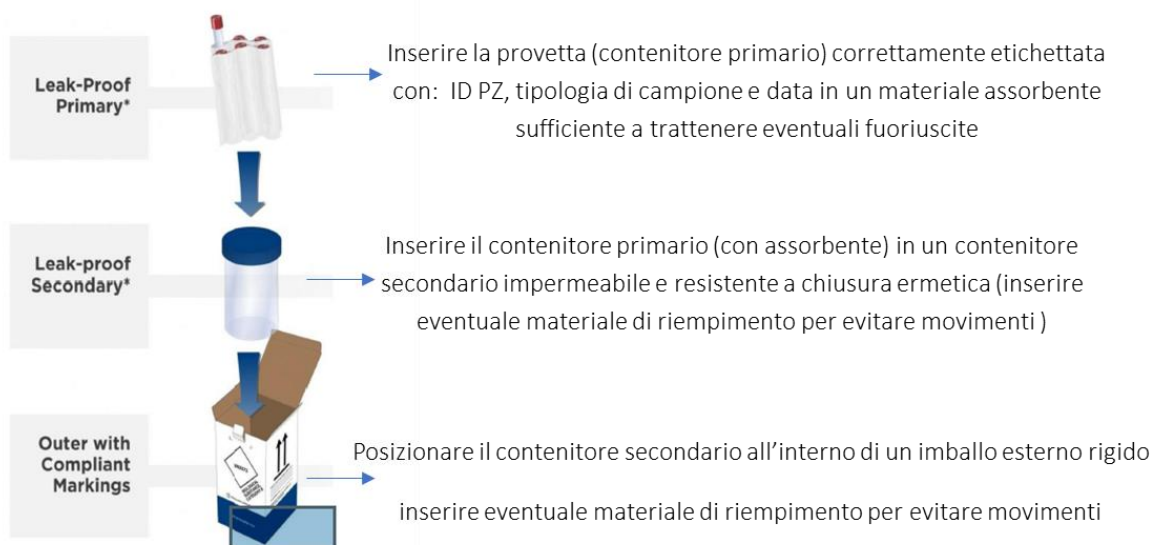 Leak-Proof
Primary*
Inserire la provetta (contenitore primario) correttamente etichettata
con: ID PZ, tipologia di campione e data in un materiale assorbente
sufficiente a trattenere eventuali fuoriuscite
Leak-proof
Secondary*
Inserire il contenitore primario (con assorbente) in un contenitore
secondario impermeabile e resistente a chiusura ermetica (inserire
eventuale materiale di riempimento per evitare movimenti )
Outer with
Compliant
Markings
Posizionare il contenitore secondario all’interno di un imballo esterno rigido
inserire eventuale materiale di riempimento per evitare movimenti